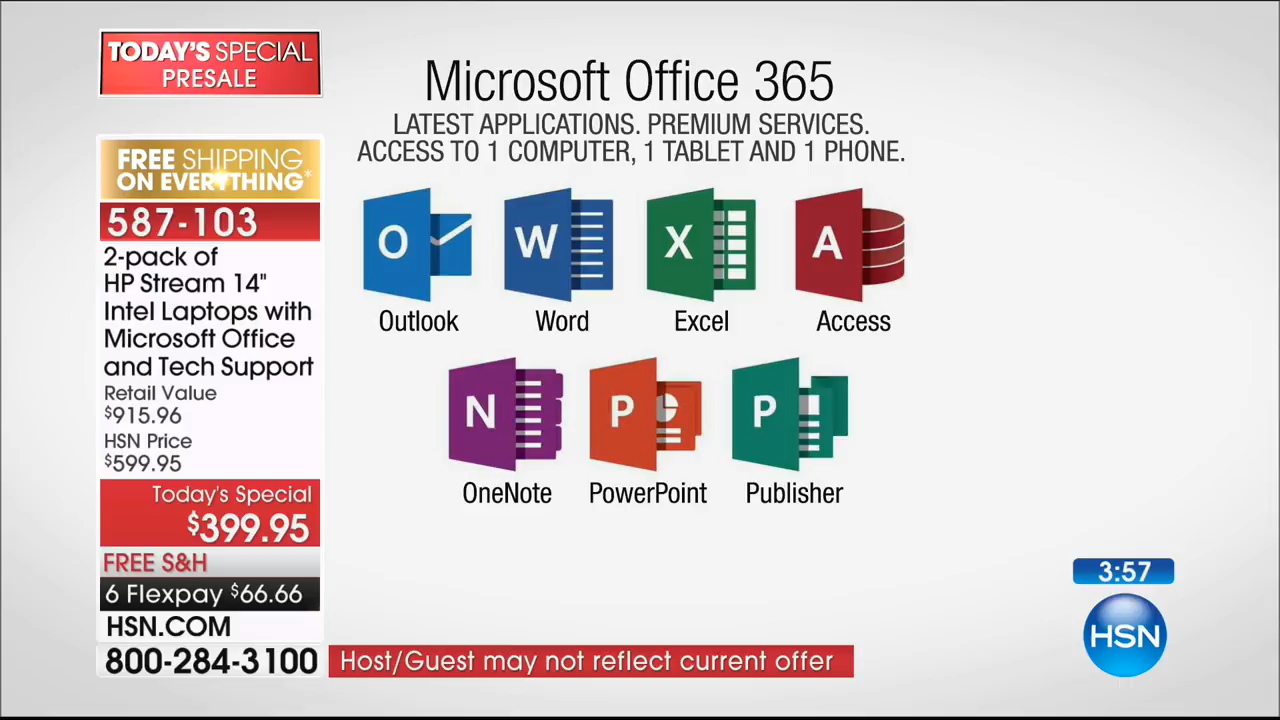 TODAY'S SPECIAL
PRESALE
FREE SHIPPING
ON EVERYTHING*
587-103
2-pack of
HP Stream 14"
Intel Laptops with
Microsoft Office
and Tech Support
Retail Value
$915.96
HSN Price
$599.95
Today's Special
$399.95
FREE S&H
6 Flexpay $66.66
HSN.COM
800-284-3100
Microsoft Office 365
LATEST APPLICATIONS. PREMIUM SERVICES.
ACCESS TO 1 COMPUTER, 1 TABLET AND 1 PHONE.
O W X A
Outlook Word Excel Access
N P P
OneNote PowerPoint Publisher
3:57
HSN
Host/Guest may not reflect current offer